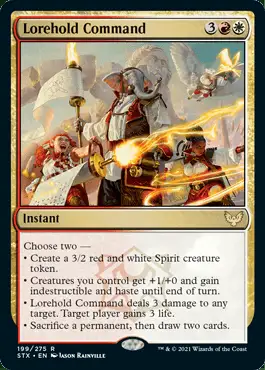 Lorehold Command 3
Instant
Choose two —
• Create a 3/2 red and white Spirit creature
token.
• Creatures you control get +1/+0 and gain
indestructible and haste until end of turn.
• Lorehold Command deals 3 damage to any
target. Target player gains 3 life.
• Sacrifice a permanent, then draw two cards.
199/275 R
STX • EN Jason Rainville
™ & © 2021 Wizards of the Coast